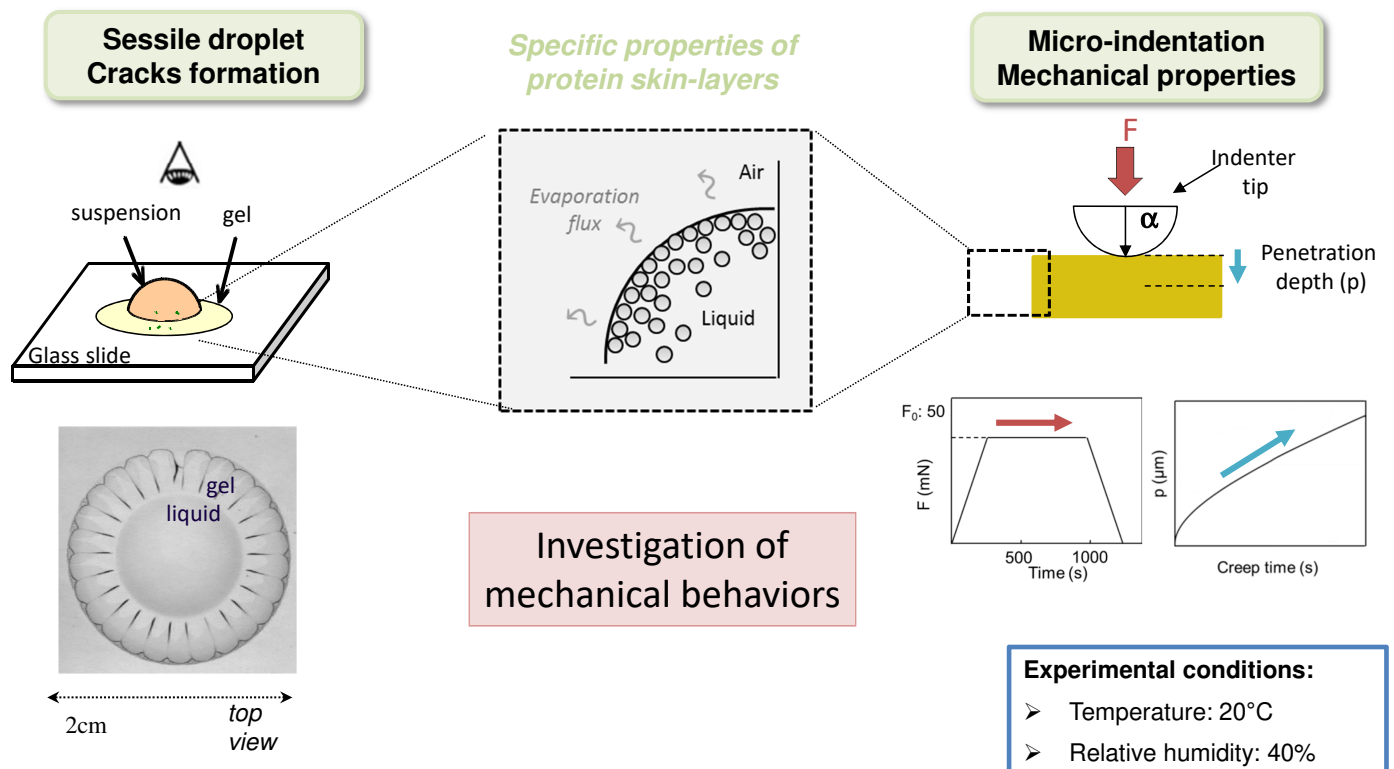 Sessile droplet
Cracks formation
suspension
gel
Glass slide
gel
liquid
2cm
top
view
Specific properties of
protein skin-layers
Air
Evaporation
flux
Liquid
Investigation of
mechanical behaviors
Micro-indentation
Mechanical properties
F
Indenter
tip
α
Penetration
depth (p)
F₀: 50
F (mN)
500
1000
Time (s)
p (µm)
Creep time (s)
Experimental conditions:
➢ Temperature: 20°C
➢ Relative humidity: 40%